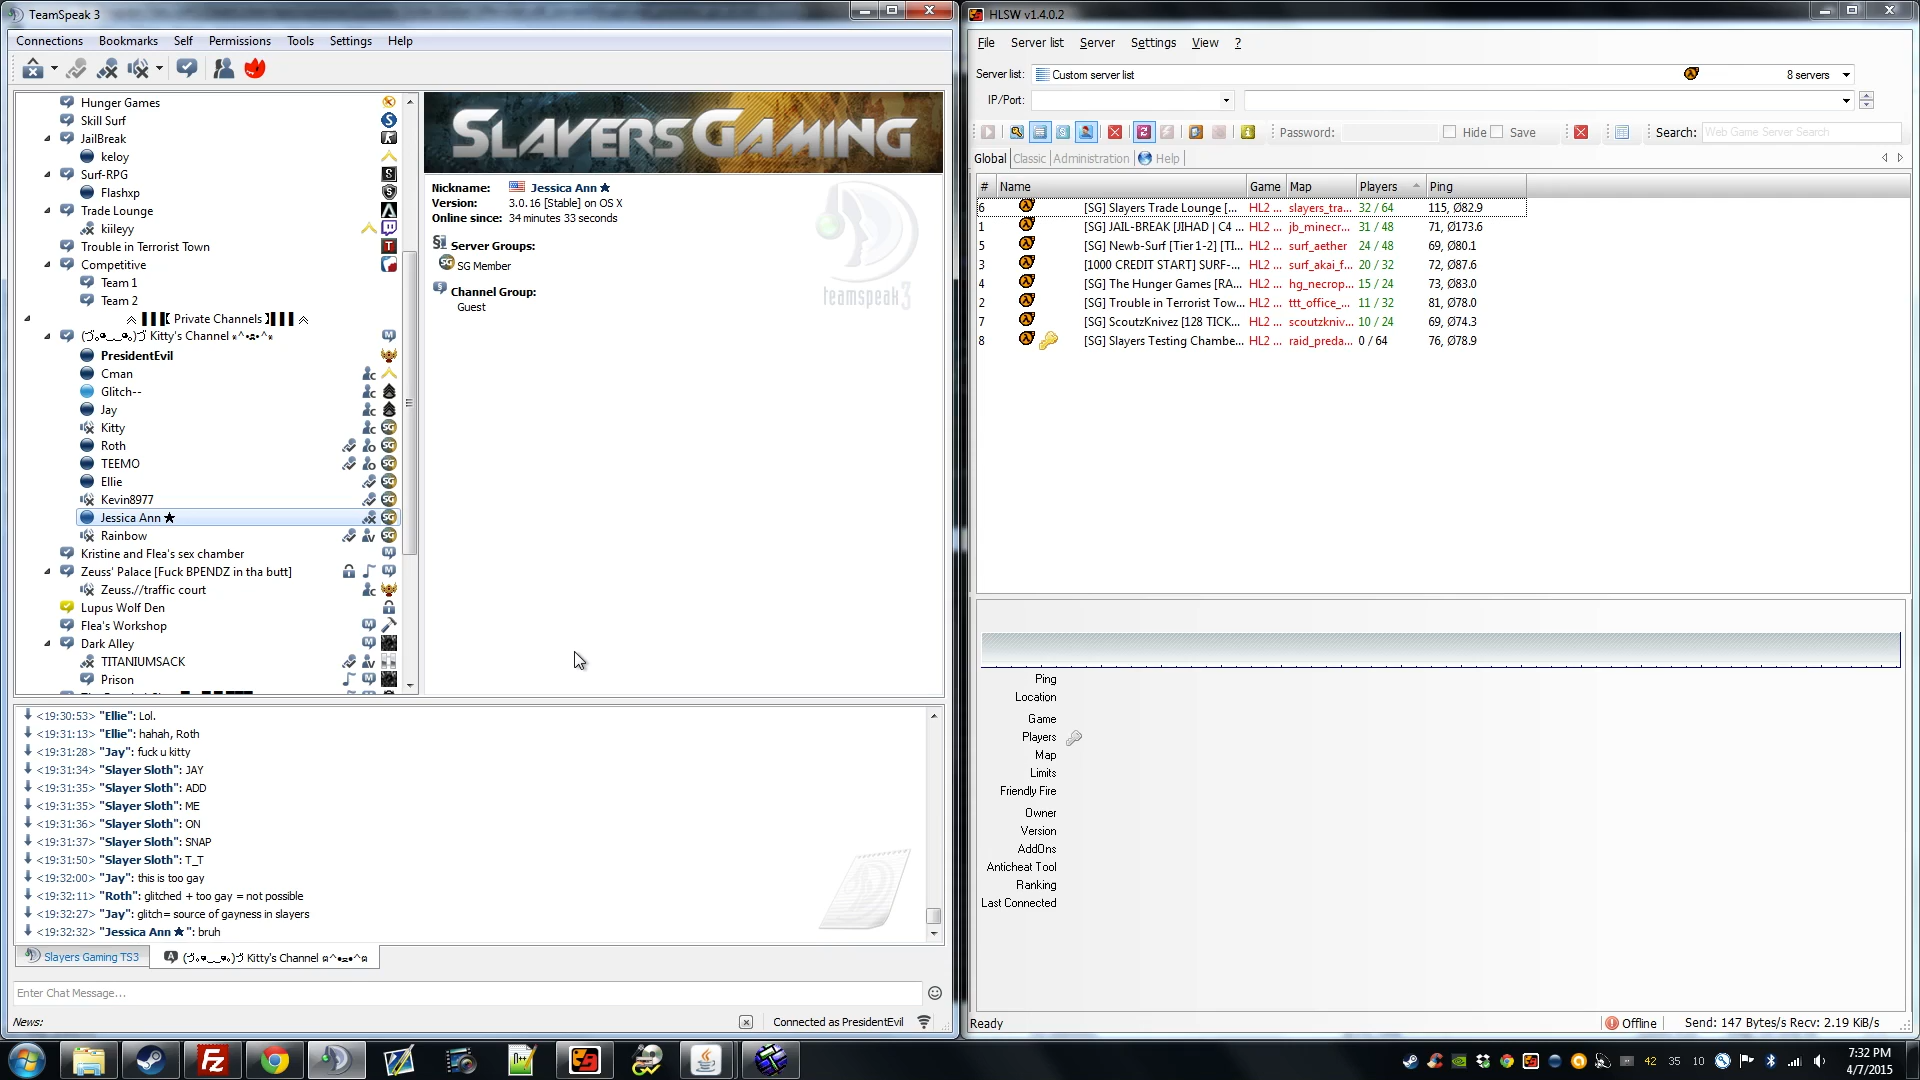 TeamSpeak 3
Connections Bookmarks Self Permissions Tools Settings Help
Hunger Games
Skill Surf
JailBreak
keloy
Surf-RPG
Flashxp
Trade Lounge
kiileyy
Trouble in Terrorist Town
Competitive
Team 1
Team 2
Private Channels
Kitty's Channel
PresidentEvil
Cman
Glitch--
Jay
Kitty
Roth
TEEMO
Ellie
Kevin8977
Jessica Ann ★
Rainbow
Kristine and Flea's sex chamber
Zeuss' Palace [Fuck BPENDZ in tha butt]
Zeuss.//traffic court
Lupus Wolf Den
Flea's Workshop
Dark Alley
TITANIUMSACK
Prison
SLAYERSGAMING
Nickname: Jessica Ann ★
Version: 3.0.16 [Stable] on OS X
Online since: 34 minutes 33 seconds
Server Groups:
SG Member
Channel Group:
Guest
teamspeak 3
<19:30:53> "Ellie": Lol.
<19:31:13> "Ellie": hahah, Roth
<19:31:28> "Jay": fuck u kitty
<19:31:34> "Slayer Sloth": JAY
<19:31:35> "Slayer Sloth": ADD
<19:31:35> "Slayer Sloth": ME
<19:31:36> "Slayer Sloth": ON
<19:31:37> "Slayer Sloth": SNAP
<19:31:50> "Slayer Sloth": T_T
<19:32:00> "Jay": this is too gay
<19:32:11> "Roth": glitched + too gay = not possible
<19:32:27> "Jay": glitch= source of gayness in slayers
<19:32:32> "Jessica Ann ★": bruh
Slayers Gaming TS3 Kitty's Channel
Enter Chat Message...
News: Connected as PresidentEvil
HLSW v1.4.0.2
File Server list Server Settings View ?
Server list: Custom server list 8 servers
IP/Port:
Password: Hide Save Search: Web Game Server Search
Global Classic Administration Help
# Name Game Map Players Ping
6 [SG] Slayers Trade Lounge [... HL2 ... slayers_tra... 32 / 64 115, Ø82.9
1 [SG] JAIL-BREAK [JIHAD | C4 ... HL2 ... jb_minecr... 31 / 48 71, Ø173.6
5 [SG] Newb-Surf [Tier 1-2] [TI... HL2 ... surf_aether 24 / 48 69, Ø80.1
3 [1000 CREDIT START] SURF-... HL2 ... surf_akai_f... 20 / 32 72, Ø87.6
4 [SG] The Hunger Games [RA... HL2 ... hg_necrop... 15 / 24 73, Ø83.0
2 [SG] Trouble in Terrorist Tow... HL2 ... ttt_office_... 11 / 32 81, Ø78.0
7 [SG] ScoutzKnivez [128 TICK... HL2 ... scoutzkniv... 10 / 24 69, Ø74.3
8 [SG] Slayers Testing Chambe... HL2 ... raid_preda... 0 / 64 76, Ø78.9
Ping
Location
Game
Players
Map
Limits
Friendly Fire
Owner
Version
AddOns
Anticheat Tool
Ranking
Last Connected
Ready Offline Send: 147 Bytes/s Recv: 2.19 KiB/s
42 35 10 7:32 PM
4/7/2015